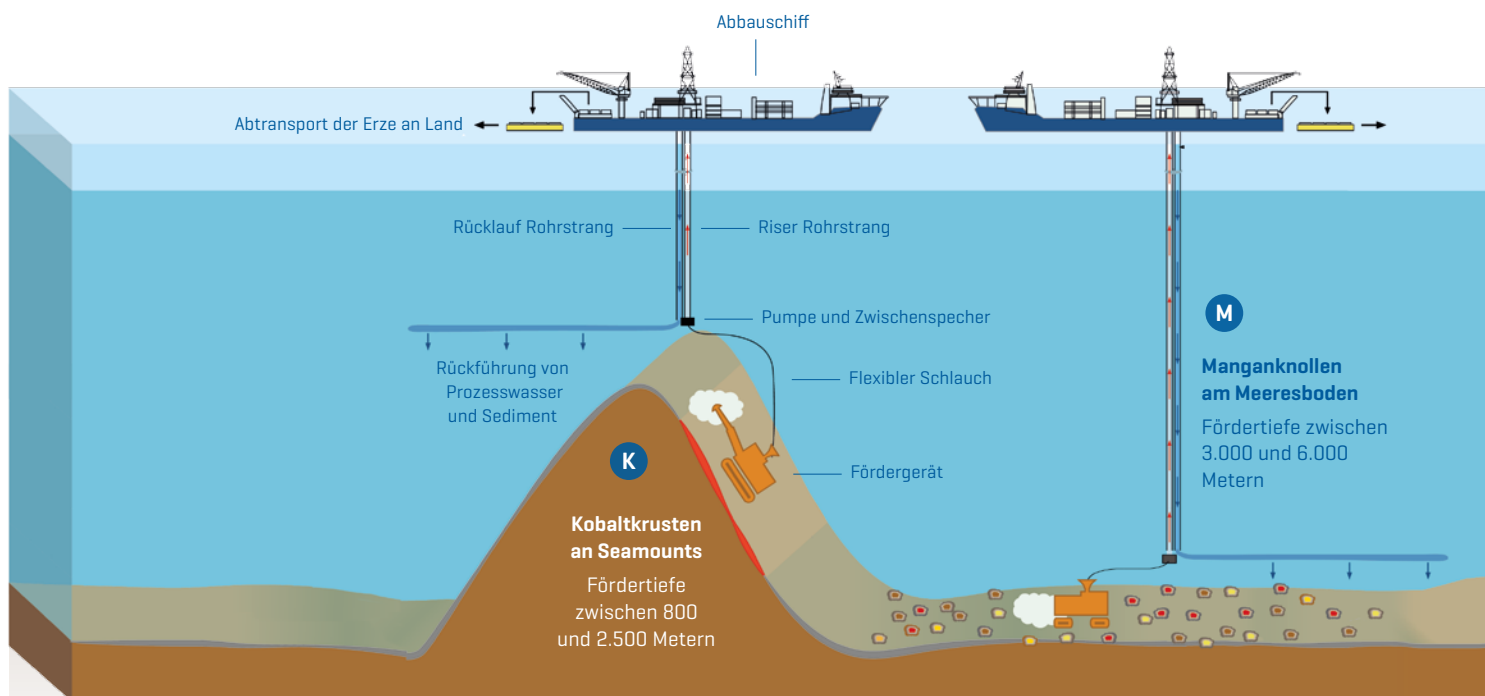 Abbauschiff
Abtransport der Erze an Land
Rücklauf Rohrstrang
Riser Rohrstrang
Pumpe und Zwischenspecher
Rückführung von
Prozesswasser
und Sediment
Flexibler Schlauch
Fördergerät
K
Kobaltkrusten
an Seamounts
Fördertiefe
zwischen 800
und 2.500 Metern
M
Manganknollen
am Meeresboden
Fördertiefe zwischen
3.000 und 6.000
Metern